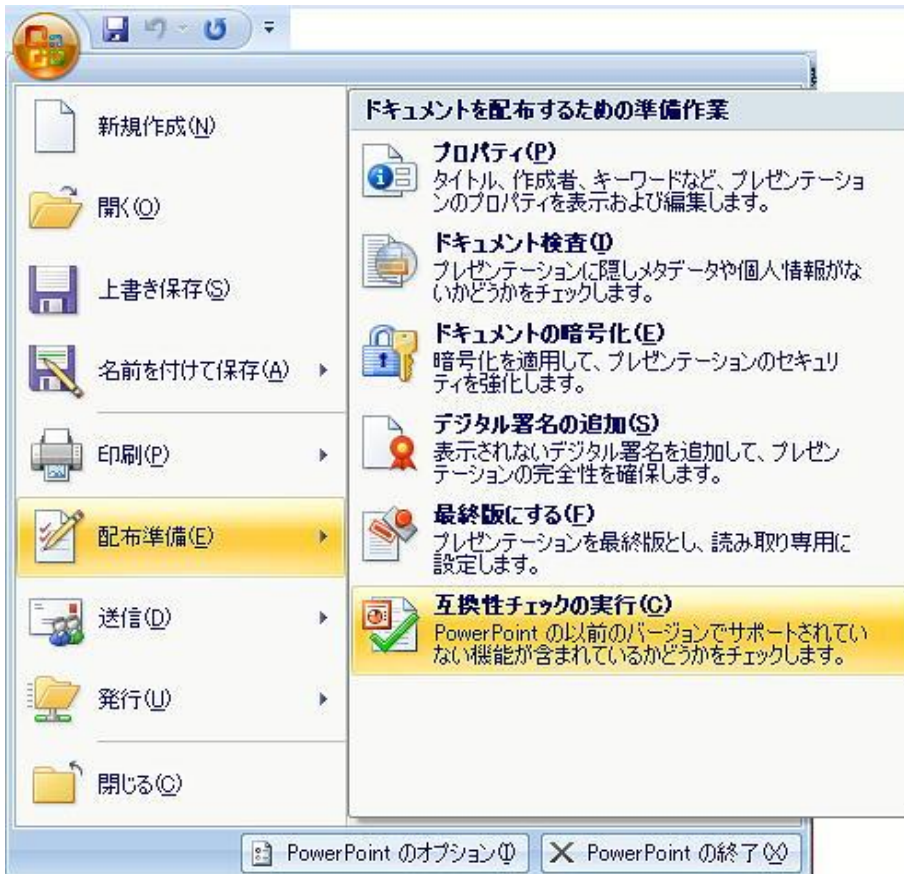 新規作成(N)
開く(O)
上書き保存(S)
名前を付けて保存(A)
印刷(P)
配布準備(E)
送信(D)
発行(U)
閉じる(C)
ドキュメントを配布するための準備作業
プロパティ(P)
タイトル、作成者、キーワードなど、プレゼンテーショ
ンのプロパティを表示および編集します。
ドキュメント検査(I)
プレゼンテーションに隠しメタデータや個人情報がな
いかどうかをチェックします。
ドキュメントの暗号化(E)
暗号化を適用して、プレゼンテーションのセキュリ
ティを強化します。
デジタル署名の追加(S)
表示されないデジタル署名を追加して、プレゼン
テーションの完全性を確保します。
最終版にする(F)
プレゼンテーションを最終版とし、読み取り専用に
設定します。
互換性チェックの実行(C)
PowerPoint の以前のバージョンでサポートされてい
ない機能が含まれているかどうかをチェックします。
PowerPoint のオプション(I)
PowerPoint の終了(X)